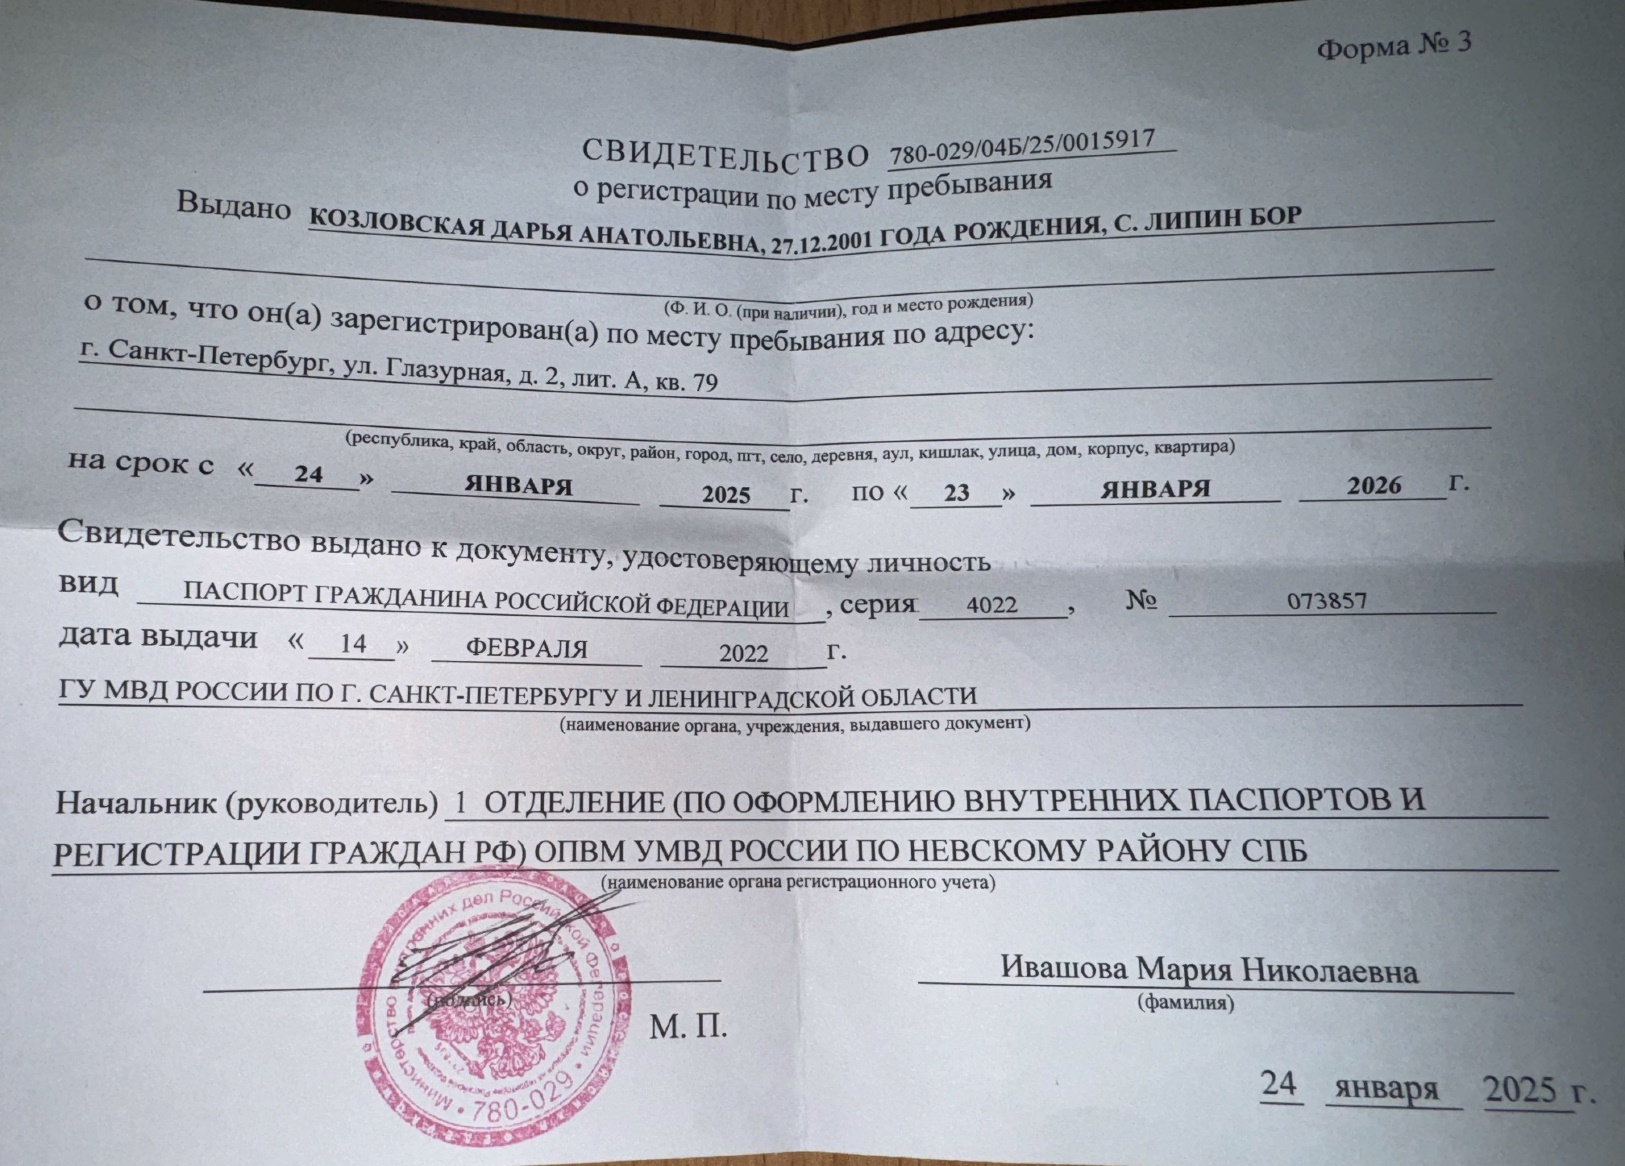 Форма № 3
СВИДЕТЕЛЬСТВО 780-029/04Б/25/0015917
о регистрации по месту пребывания
Выдано КОЗЛОВСКАЯ ДАРЬЯ АНАТОЛЬЕВНА, 27.12.2001 ГОДА РОЖДЕНИЯ, С. ЛИПИН БОР
(Ф. И. О. (при наличии), год и место рождения)
о том, что он(а) зарегистрирован(а) по месту пребывания по адресу:
г. Санкт-Петербург, ул. Глазурная, д. 2, лит. А, кв. 79
(республика, край, область, округ, район, город, пгт, село, деревня, аул, кишлак, улица, дом, корпус, квартира)
на срок с « 24 » ЯНВАРЯ 2025 г. по « 23 » ЯНВАРЯ 2026 г.
Свидетельство выдано к документу, удостоверяющему личность
вид ПАСПОРТ ГРАЖДАНИНА РОССИЙСКОЙ ФЕДЕРАЦИИ , серия 4022 , № 073857
дата выдачи « 14 » ФЕВРАЛЯ 2022 г.
ГУ МВД РОССИИ ПО Г. САНКТ-ПЕТЕРБУРГУ И ЛЕНИНГРАДСКОЙ ОБЛАСТИ
(наименование органа, учреждения, выдавшего документ)
Начальник (руководитель) 1 ОТДЕЛЕНИЕ (ПО ОФОРМЛЕНИЮ ВНУТРЕННИХ ПАСПОРТОВ И
РЕГИСТРАЦИИ ГРАЖДАН РФ) ОПВМ УМВД РОССИИ ПО НЕВСКОМУ РАЙОНУ СПБ
(наименование органа регистрационного учета)
Министерство внутренних дел Российской Федерации • 780-029 •
Ивашова Мария Николаевна
(подпись)
(фамилия)
М. П.
24 января 2025 г.